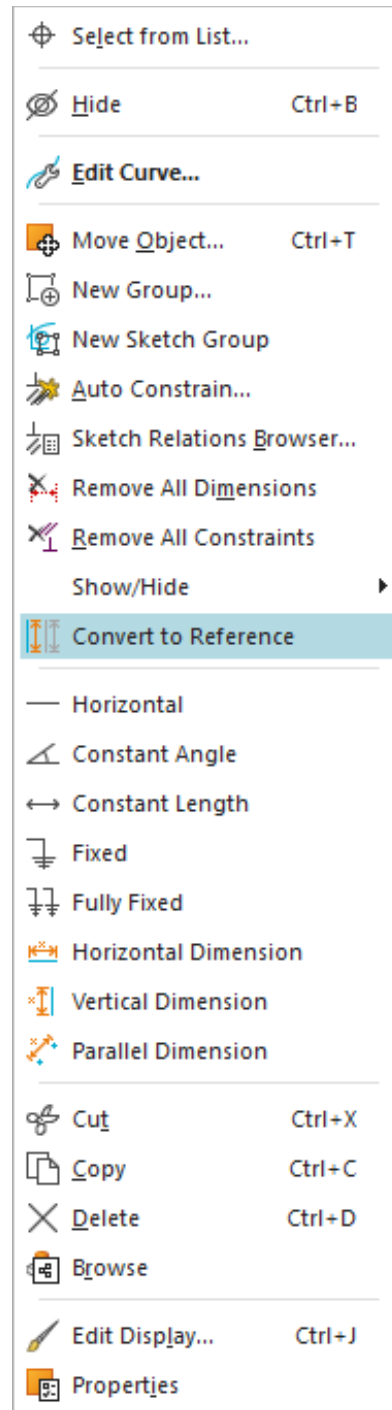 Select from List...
Hide Ctrl+B
Edit Curve...
Move Object... Ctrl+T
New Group...
New Sketch Group
Auto Constrain...
Sketch Relations Browser...
Remove All Dimensions
Remove All Constraints
Show/Hide
Convert to Reference
Horizontal
Constant Angle
Constant Length
Fixed
Fully Fixed
Horizontal Dimension
Vertical Dimension
Parallel Dimension
Cut Ctrl+X
Copy Ctrl+C
Delete Ctrl+D
Browse
Edit Display... Ctrl+J
Properties